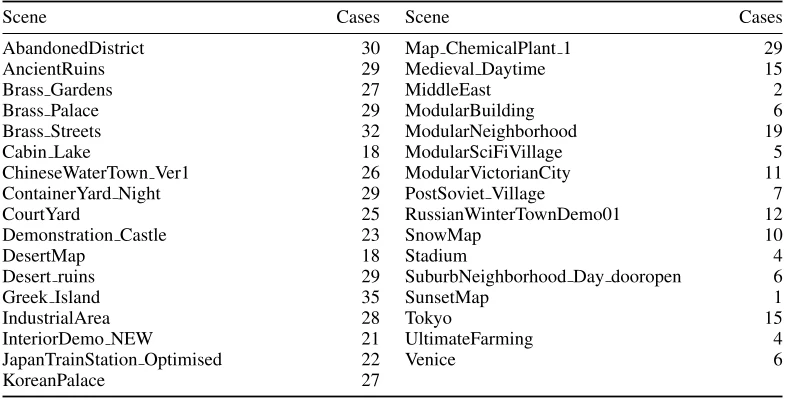 Scene Cases Scene Cases
AbandonedDistrict 30 Map_ChemicalPlant_1 29
AncientRuins 29 Medieval_Daytime 15
Brass_Gardens 27 MiddleEast 2
Brass_Palace 29 ModularBuilding 6
Brass_Streets 32 ModularNeighborhood 19
Cabin_Lake 18 ModularSciFiVillage 5
ChineseWaterTown_Ver1 26 ModularVictorianCity 11
ContainerYard_Night 29 PostSoviet_Village 7
CourtYard 25 RussianWinterTownDemo01 12
Demonstration_Castle 23 SnowMap 10
DesertMap 18 Stadium 4
Desert_ruins 29 SuburbNeighborhood_Day_dooropen 6
Greek_Island 35 SunsetMap 1
IndustrialArea 28 Tokyo 15
InteriorDemo_NEW 21 UltimateFarming 4
JapanTrainStation_Optimised 22 Venice 6
KoreanPalace 27